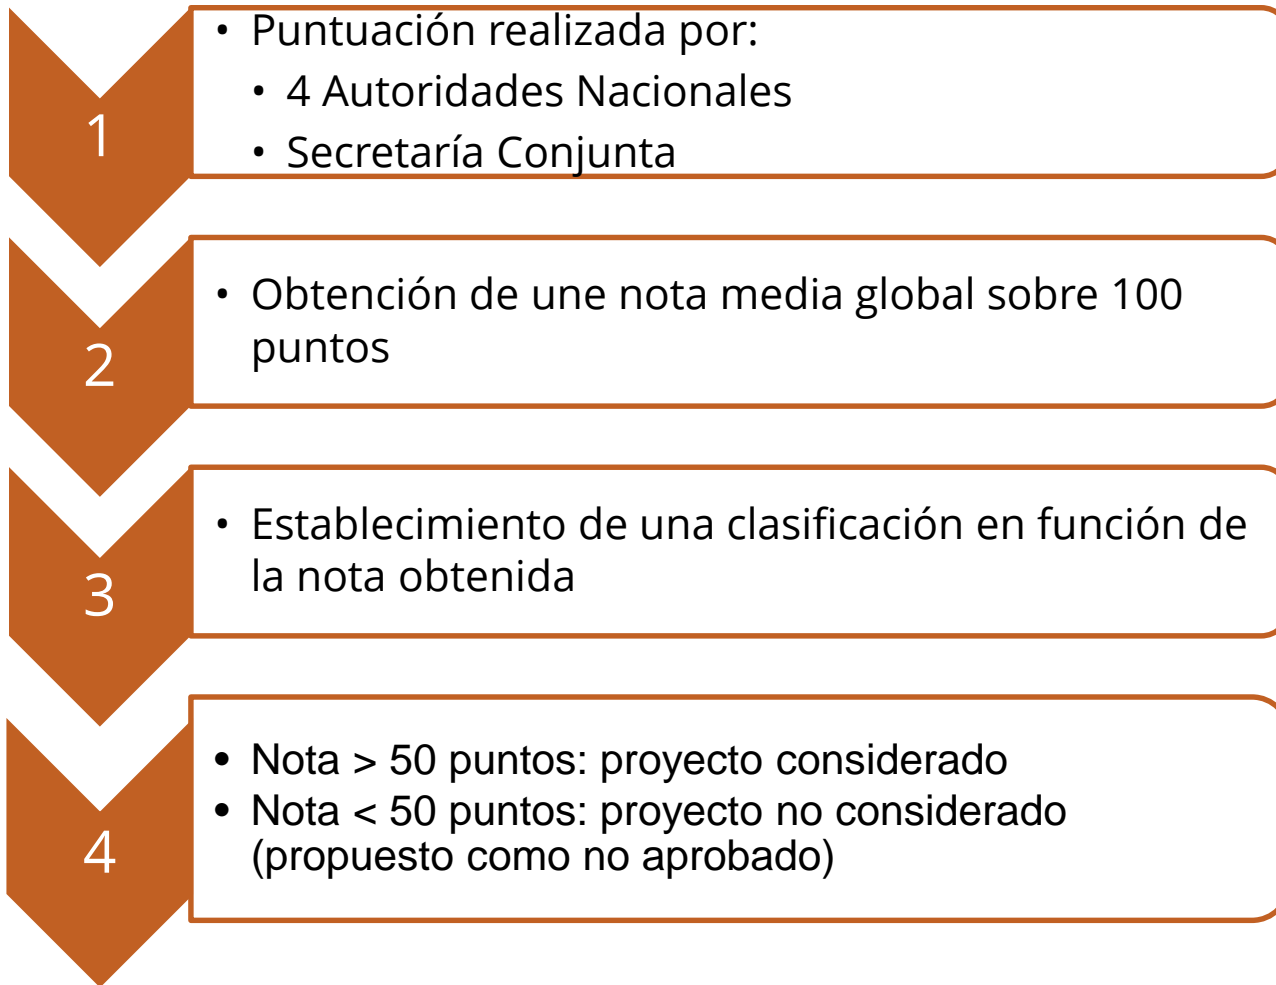 1
• Puntuación realizada por:
• 4 Autoridades Nacionales
• Secretaría Conjunta
2
• Obtención de une nota media global sobre 100
puntos
3
• Establecimiento de una clasificación en función de
la nota obtenida
4
• Nota > 50 puntos: proyecto considerado
• Nota < 50 puntos: proyecto no considerado
(propuesto como no aprobado)